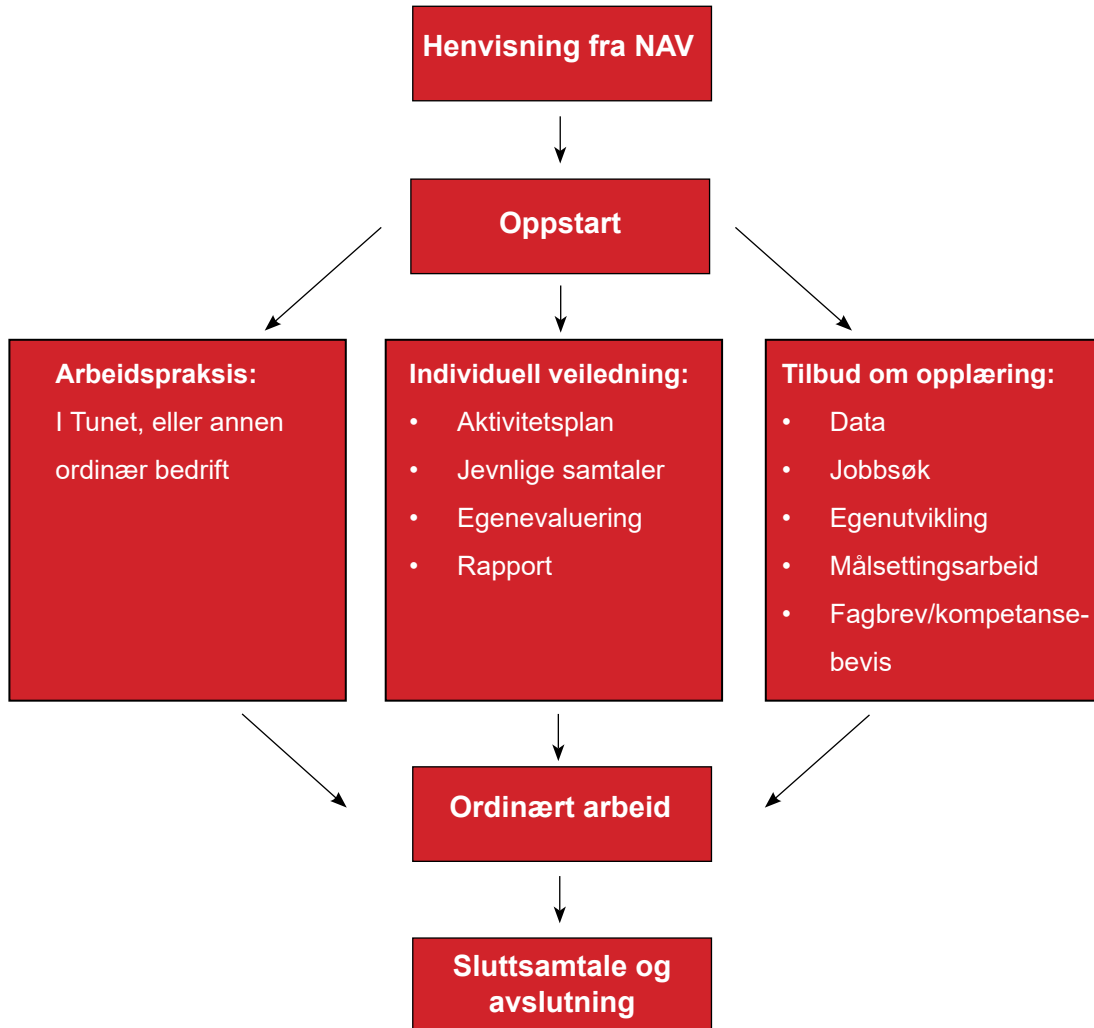 Henvisning fra NAV
Oppstart
Arbeidspraksis:
I Tunet, eller annen
ordinær bedrift
Individuell veiledning:
• Aktivitetsplan
• Jevnlige samtaler
• Egenevaluering
• Rapport
Tilbud om opplæring:
• Data
• Jobbsøk
• Egenutvikling
• Målsettingsarbeid
• Fagbrev/kompetanse-
bevis
Ordinært arbeid
Sluttsamtale og
avslutning